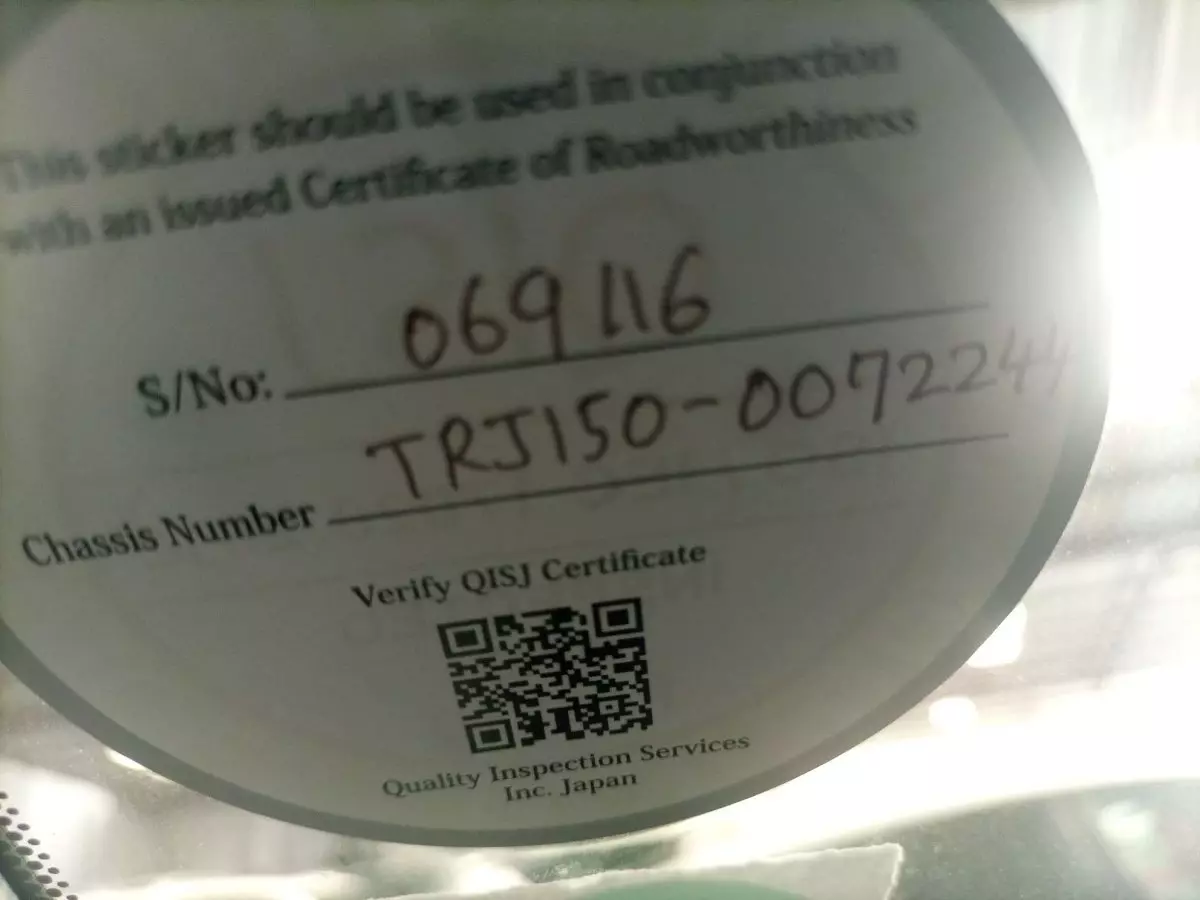 This sticker should be used in conjunction
with an issued Certificate of Roadworthiness
S/No: 069116
Chassis Number TRJ150-0072244
Verify QISJ Certificate
Quality Inspection Services
Inc. Japan